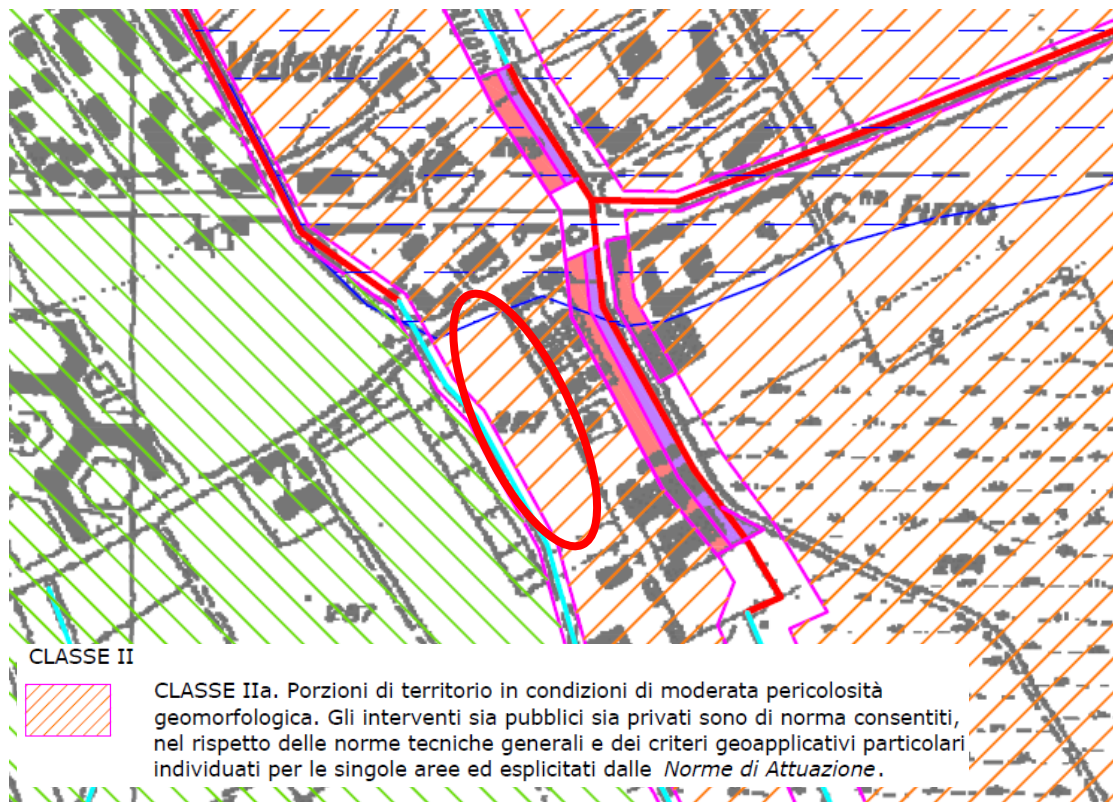 Valetti
C.na Fumo
CLASSE II
CLASSE IIa. Porzioni di territorio in condizioni di moderata pericolosità
geomorfologica. Gli interventi sia pubblici sia privati sono di norma consentiti,
nel rispetto delle norme tecniche generali e dei criteri geoapplicativi particolari
individuati per le singole aree ed esplicitati dalle Norme di Attuazione.